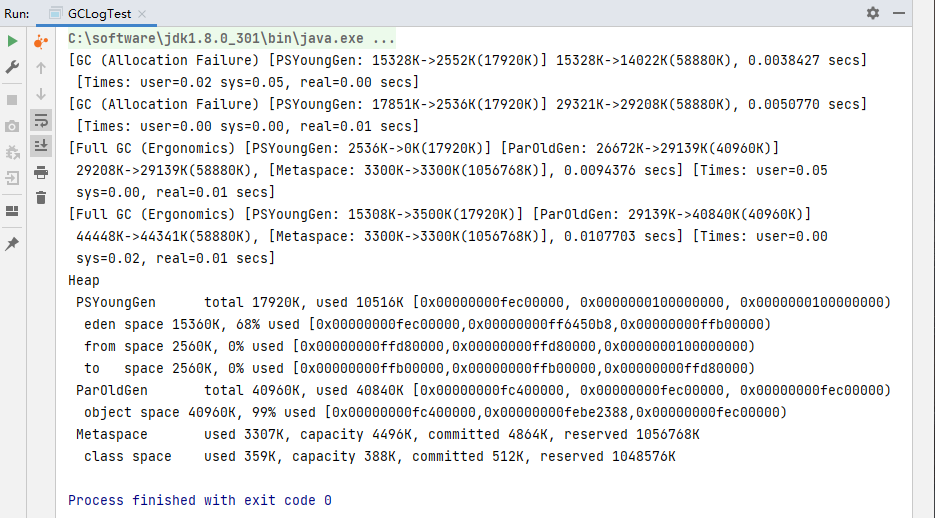 Run: GCLogTest
C:\software\jdk1.8.0_301\bin\java.exe ...
[GC (Allocation Failure) [PSYoungGen: 15328K->2552K(17920K)] 15328K->14022K(58880K), 0.0038427 secs]
[Times: user=0.02 sys=0.05, real=0.00 secs]
[GC (Allocation Failure) [PSYoungGen: 17851K->2536K(17920K)] 29321K->29208K(58880K), 0.0050770 secs]
[Times: user=0.00 sys=0.00, real=0.01 secs]
[Full GC (Ergonomics) [PSYoungGen: 2536K->0K(17920K)] [ParOldGen: 26672K->29139K(40960K)]
29208K->29139K(58880K), [Metaspace: 3300K->3300K(1056768K)], 0.0094376 secs] [Times: user=0.05
sys=0.00, real=0.01 secs]
[Full GC (Ergonomics) [PSYoungGen: 15308K->3500K(17920K)] [ParOldGen: 29139K->40840K(40960K)]
44448K->44341K(58880K), [Metaspace: 3300K->3300K(1056768K)], 0.0107703 secs] [Times: user=0.00
sys=0.02, real=0.01 secs]
Heap
PSYoungGen total 17920K, used 10516K [0x00000000fec00000, 0x0000000100000000, 0x0000000100000000)
eden space 15360K, 68% used [0x00000000fec00000,0x00000000ff6450b8,0x00000000ffb00000)
from space 2560K, 0% used [0x00000000ffd80000,0x00000000ffd80000,0x0000000100000000)
to space 2560K, 0% used [0x00000000ffb00000,0x00000000ffb00000,0x00000000ffd80000)
ParOldGen total 40960K, used 40840K [0x00000000fc400000, 0x00000000fec00000, 0x00000000fec00000)
object space 40960K, 99% used [0x00000000fc400000,0x00000000febe2388,0x00000000fec00000)
Metaspace used 3307K, capacity 4496K, committed 4864K, reserved 1056768K
class space used 359K, capacity 388K, committed 512K, reserved 1048576K
Process finished with exit code 0